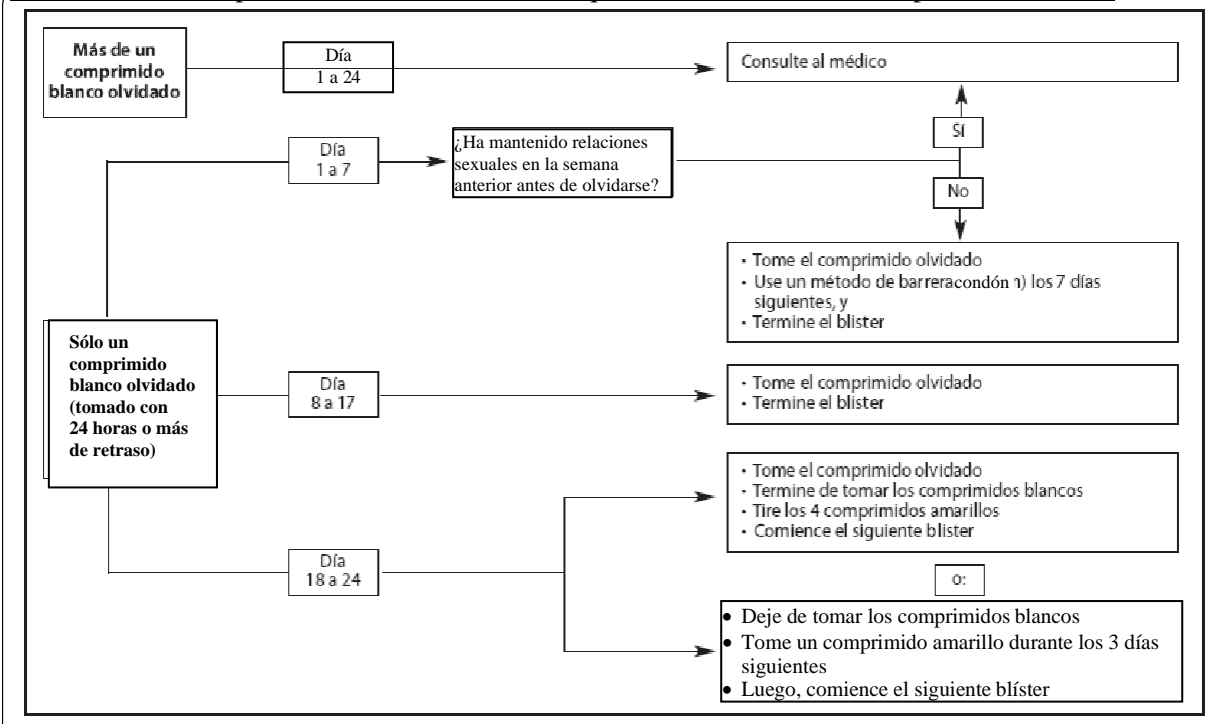 Más de un
comprimido
blanco olvidado
Día
1 a 24
Consulte al médico
Sí
Día
1 a 7
¿Ha mantenido relaciones
sexuales en la semana
anterior antes de olvidarse?
No
• Tome el comprimido olvidado
• Use un método de barreracondón n) los 7 días
siguientes, y
• Termine el blister
Sólo un
comprimido
blanco olvidado
(tomado con
24 horas o más
de retraso)
Día
8 a 17
• Tome el comprimido olvidado
• Termine el blister
• Tome el comprimido olvidado
• Termine de tomar los comprimidos blancos
• Tire los 4 comprimidos amarillos
• Comience el siguiente blister
Día
18 a 24
o:
• Deje de tomar los comprimidos blancos
• Tome un comprimido amarillo durante los 3 días
siguientes
• Luego, comience el siguiente blíster